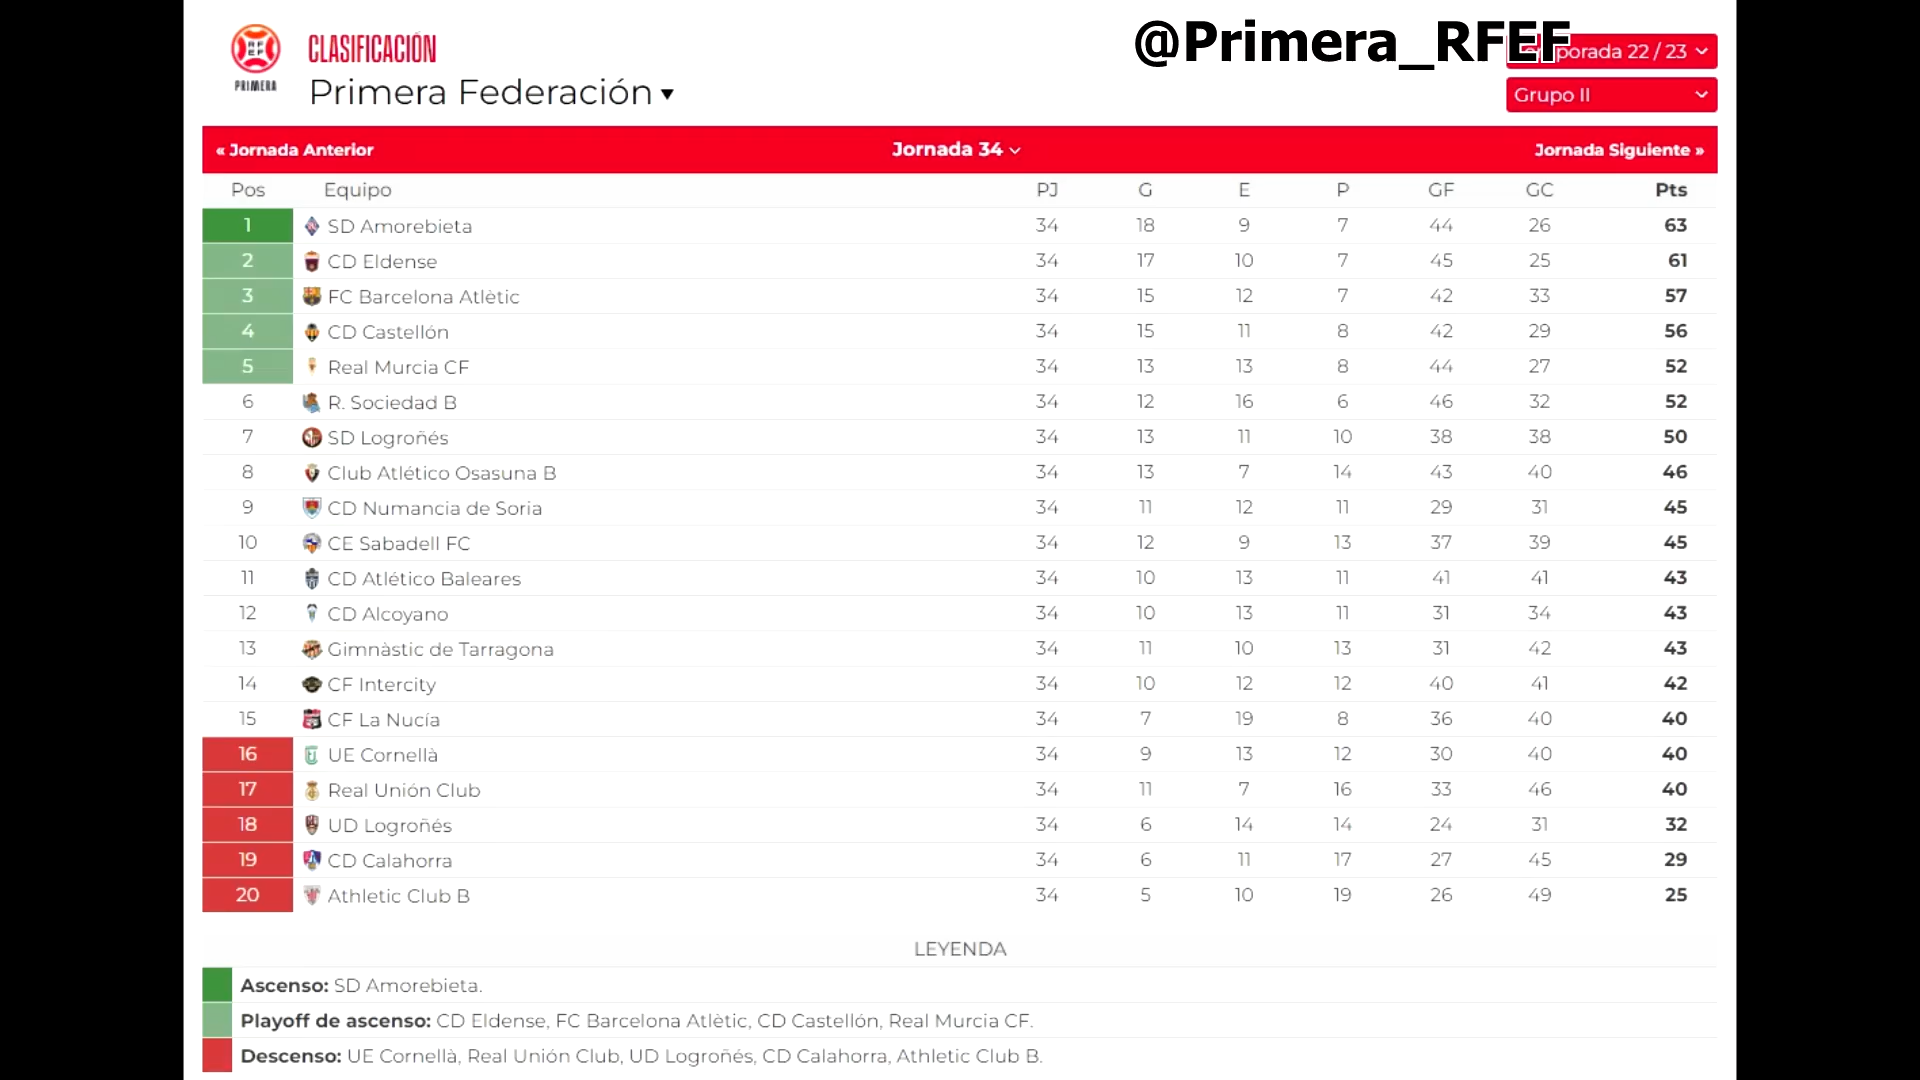 @Primera_RFEF
CLASIFICACIÓN
porada 22 / 23
PRIMERA
Primera Federación
Grupo II
« Jornada Anterior Jornada 34 Jornada Siguiente »
Pos Equipo PJ G E P GF GC Pts
1 SD Amorebieta 34 18 9 7 44 26 63
2 CD Eldense 34 17 10 7 45 25 61
3 FC Barcelona Atlètic 34 15 12 7 42 33 57
4 CD Castellón 34 15 11 8 42 29 56
5 Real Murcia CF 34 13 13 8 44 27 52
6 R. Sociedad B 34 12 16 6 46 32 52
7 SD Logroñés 34 13 11 10 38 38 50
8 Club Atlético Osasuna B 34 13 7 14 43 40 46
9 CD Numancia de Soria 34 11 12 11 29 31 45
10 CE Sabadell FC 34 12 9 13 37 39 45
11 CD Atlético Baleares 34 10 13 11 41 41 43
12 CD Alcoyano 34 10 13 11 31 34 43
13 Gimnàstic de Tarragona 34 11 10 13 31 42 43
14 CF Intercity 34 10 12 12 40 41 42
15 CF La Nucía 34 7 19 8 36 40 40
16 UE Cornellà 34 9 13 12 30 40 40
17 Real Unión Club 34 11 7 16 33 46 40
18 UD Logroñés 34 6 14 14 24 31 32
19 CD Calahorra 34 6 11 17 27 45 29
20 Athletic Club B 34 5 10 19 26 49 25
LEYENDA
Ascenso: SD Amorebieta.
Playoff de ascenso: CD Eldense, FC Barcelona Atlètic, CD Castellón, Real Murcia CF.
Descenso: UE Cornellà, Real Unión Club, UD Logroñés, CD Calahorra, Athletic Club B.